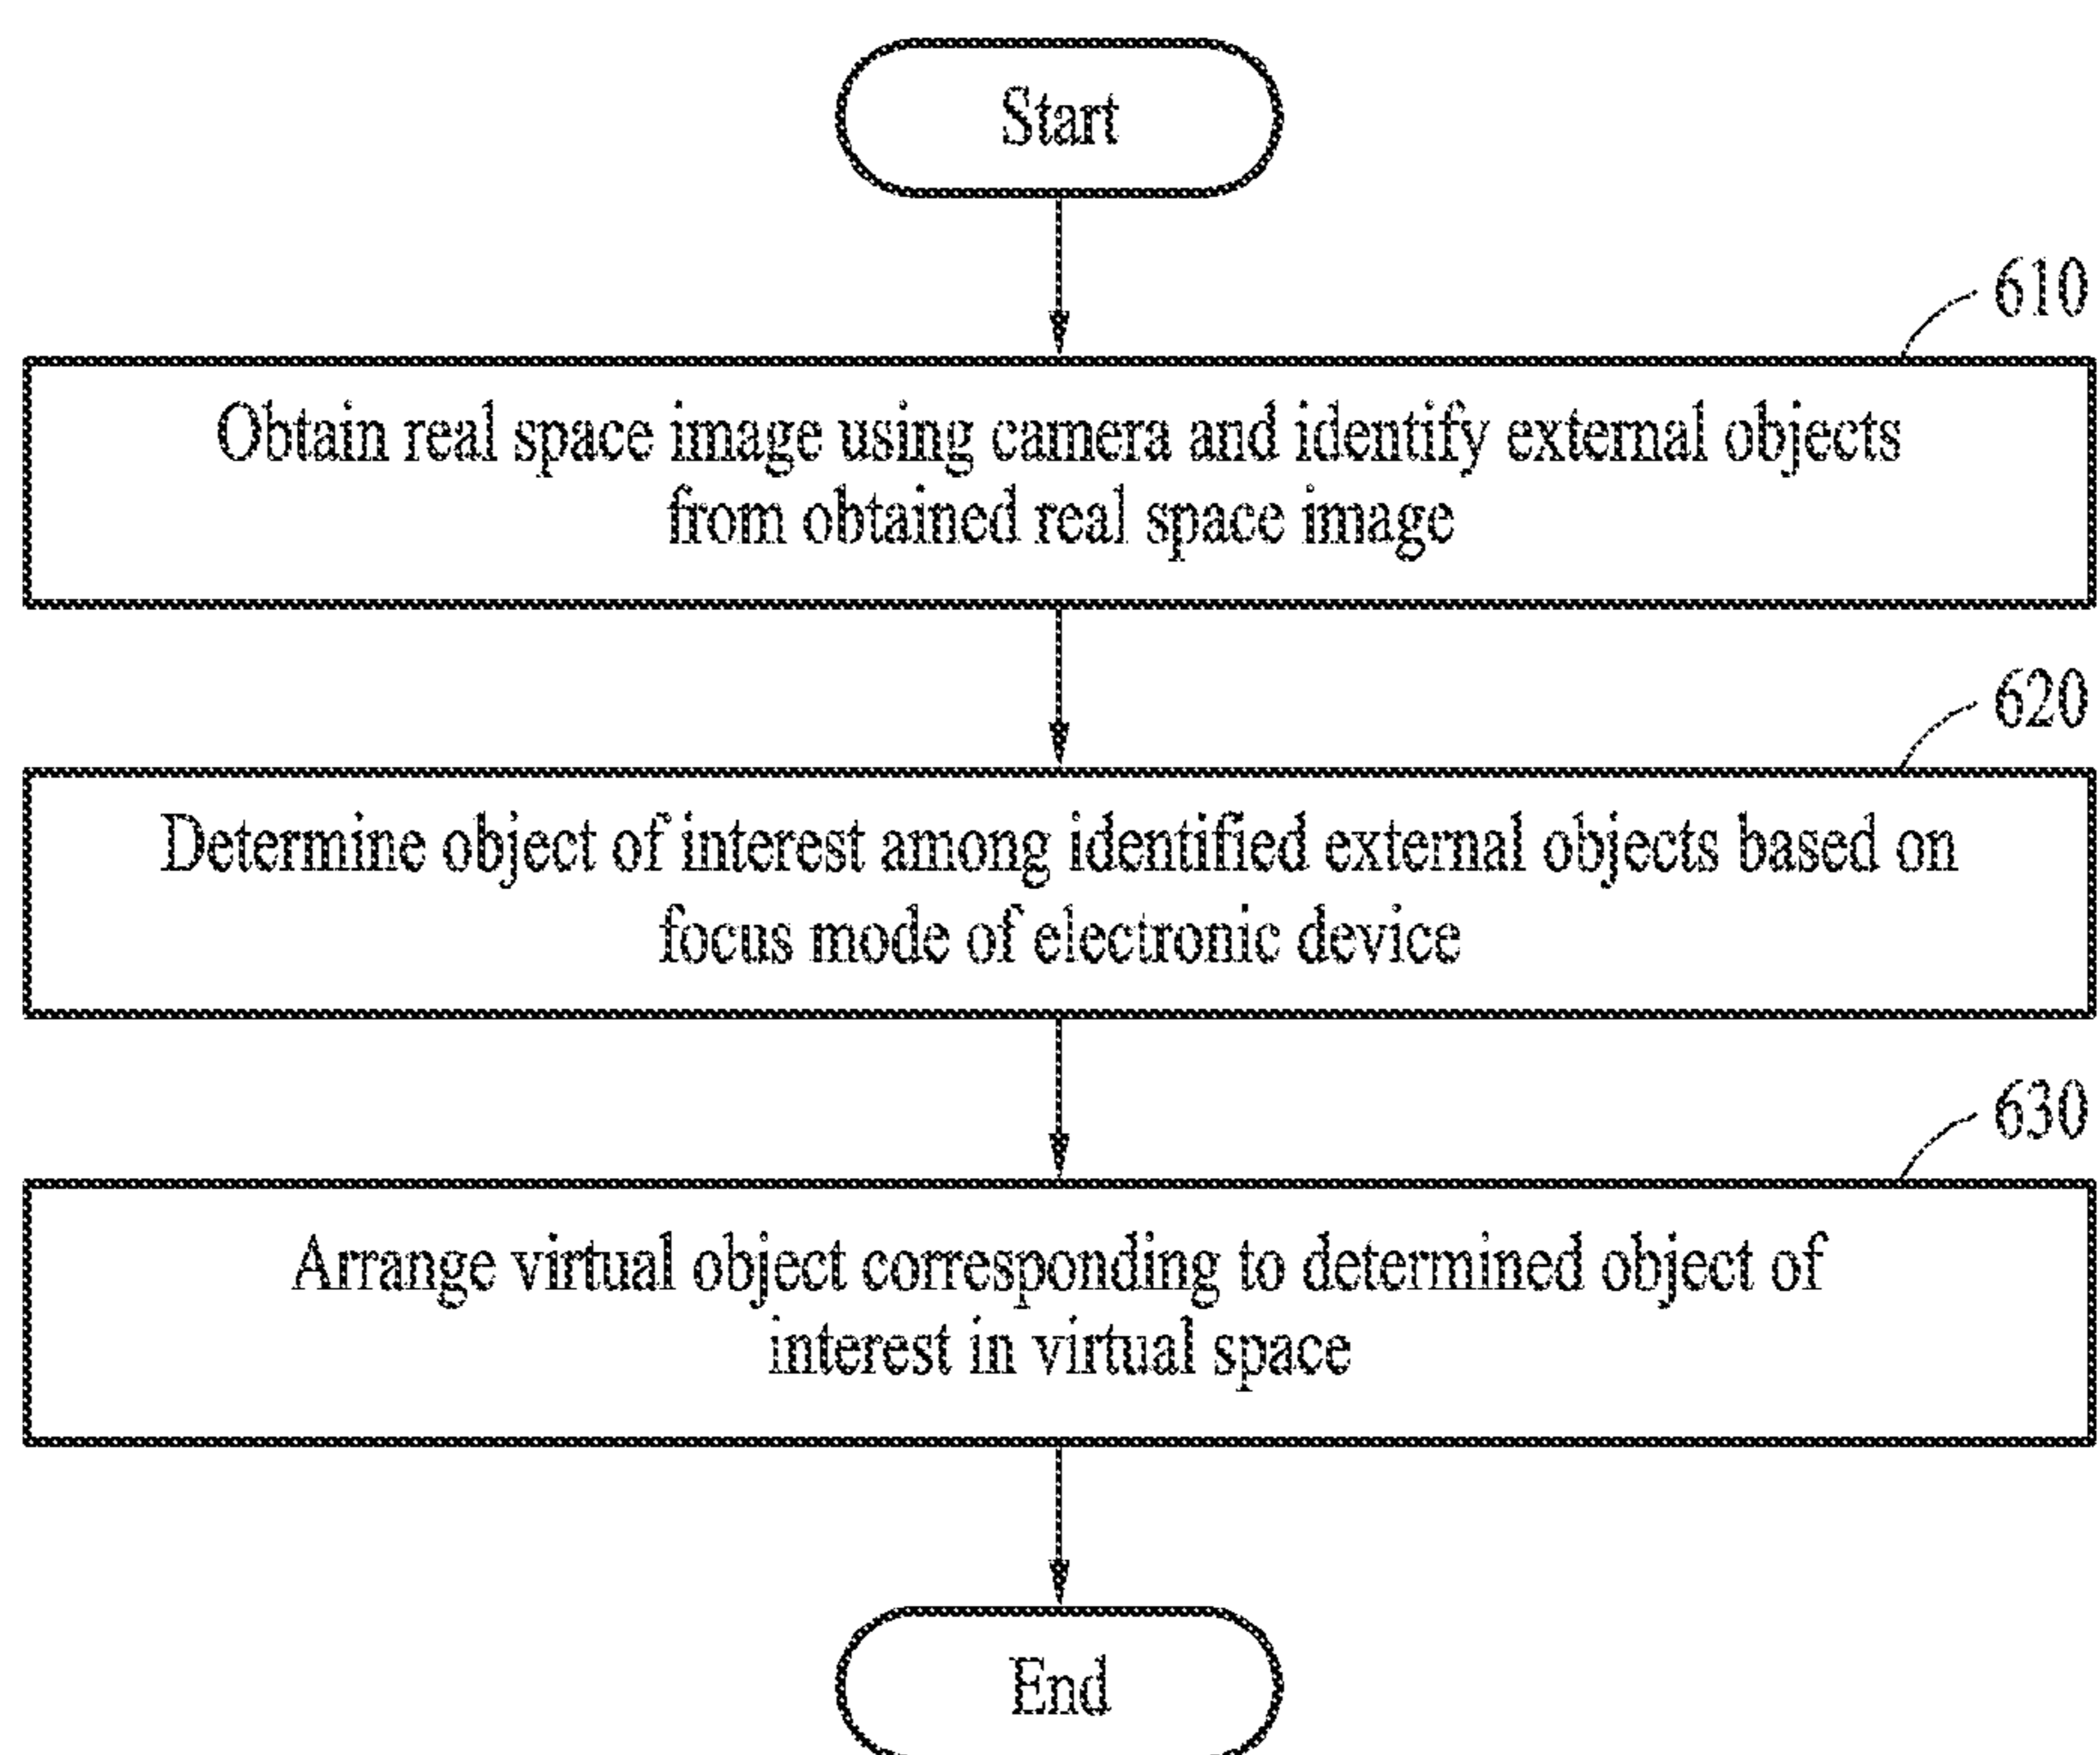 Start
610
Obtain real space image using camera and identify external objects
from obtained real space image
620
Determine object of interest among identified external objects based on
focus mode of electronic device
630
Arrange virtual object corresponding to determined object of
interest in virtual space
End